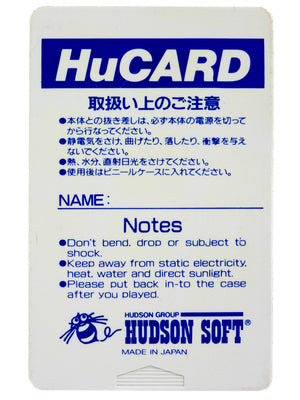 HuCARD
取扱い上のご注意
●本体との抜き差しは、必ず本体の電源を切って
から行なってください。
●静電気をさけ、曲げたり、落したり、衝撃を与え
ないでください。
●熱、水分、直射日光をさけてください。
●使用後はビニールケースに入れてください。
NAME:
Notes
●Don't bend, drop or subject to
shock.
●Keep away from static electricity,
heat, water and direct sunlight.
●Please put back in-to the case
after you played.
HUDSON GROUP
HUDSON SOFT®
MADE IN JAPAN